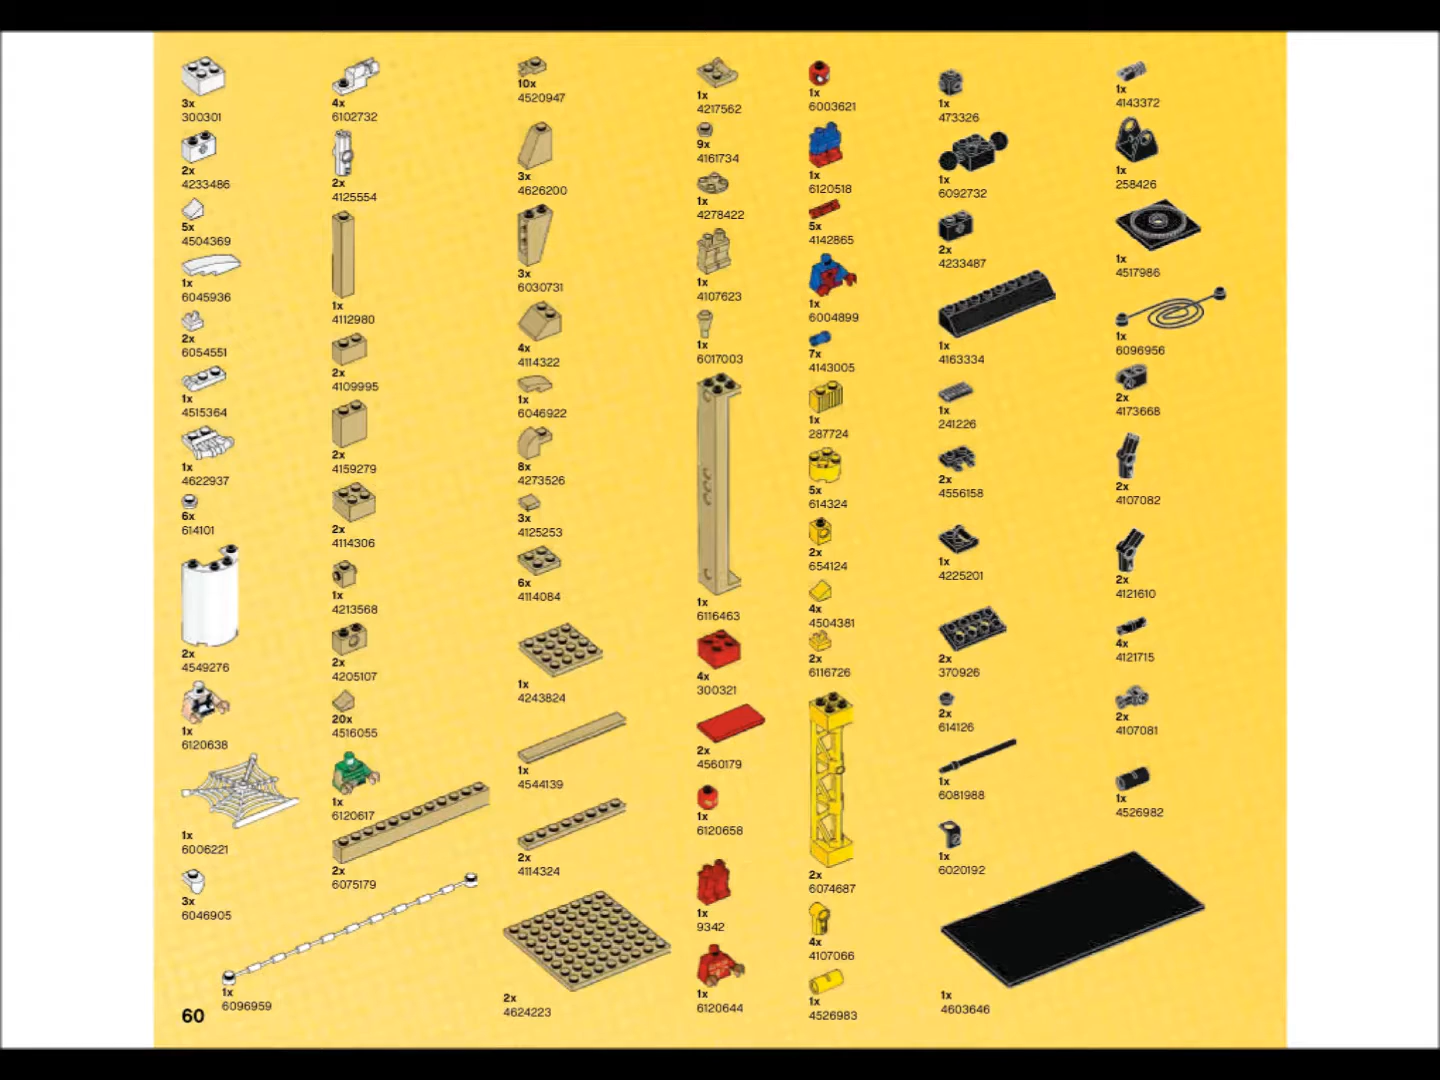 3x
300301
2x
4233486
5x
4504369
1x
6045936
2x
6054551
1x
4515364
1x
4622937
6x
614101
2x
4549276
1x
6120638
1x
6006221
3x
6046905
1x
6096959
60
4x
6102732
2x
4125554
1x
4112980
2x
4109995
2x
4159279
2x
4114306
1x
4213568
2x
4205107
20x
4516055
1x
6120617
2x
6075179
10x
4520947
3x
4626200
3x
6030731
4x
4114322
1x
6046922
8x
4273526
3x
4125253
6x
4114084
1x
4243824
1x
4544139
2x
4114324
2x
4624223
1x
4217562
9x
4161734
1x
4278422
1x
4107623
1x
6017003
1x
6116463
4x
300321
2x
4560179
1x
6120658
1x
9342
1x
6120644
1x
6003621
1x
6120518
5x
4142865
1x
6004899
7x
4143005
1x
287724
5x
614324
2x
654124
4x
4504381
2x
6116726
2x
6074687
4x
4107066
1x
4526983
1x
473326
1x
6092732
2x
4233487
1x
4163334
1x
241226
2x
4556158
1x
4225201
2x
370926
2x
614126
1x
6081988
1x
6020192
1x
4603646
1x
4143372
1x
258426
1x
4517986
1x
6096956
2x
4173668
2x
4107082
2x
4121610
4x
4121715
2x
4107081
1x
4526982